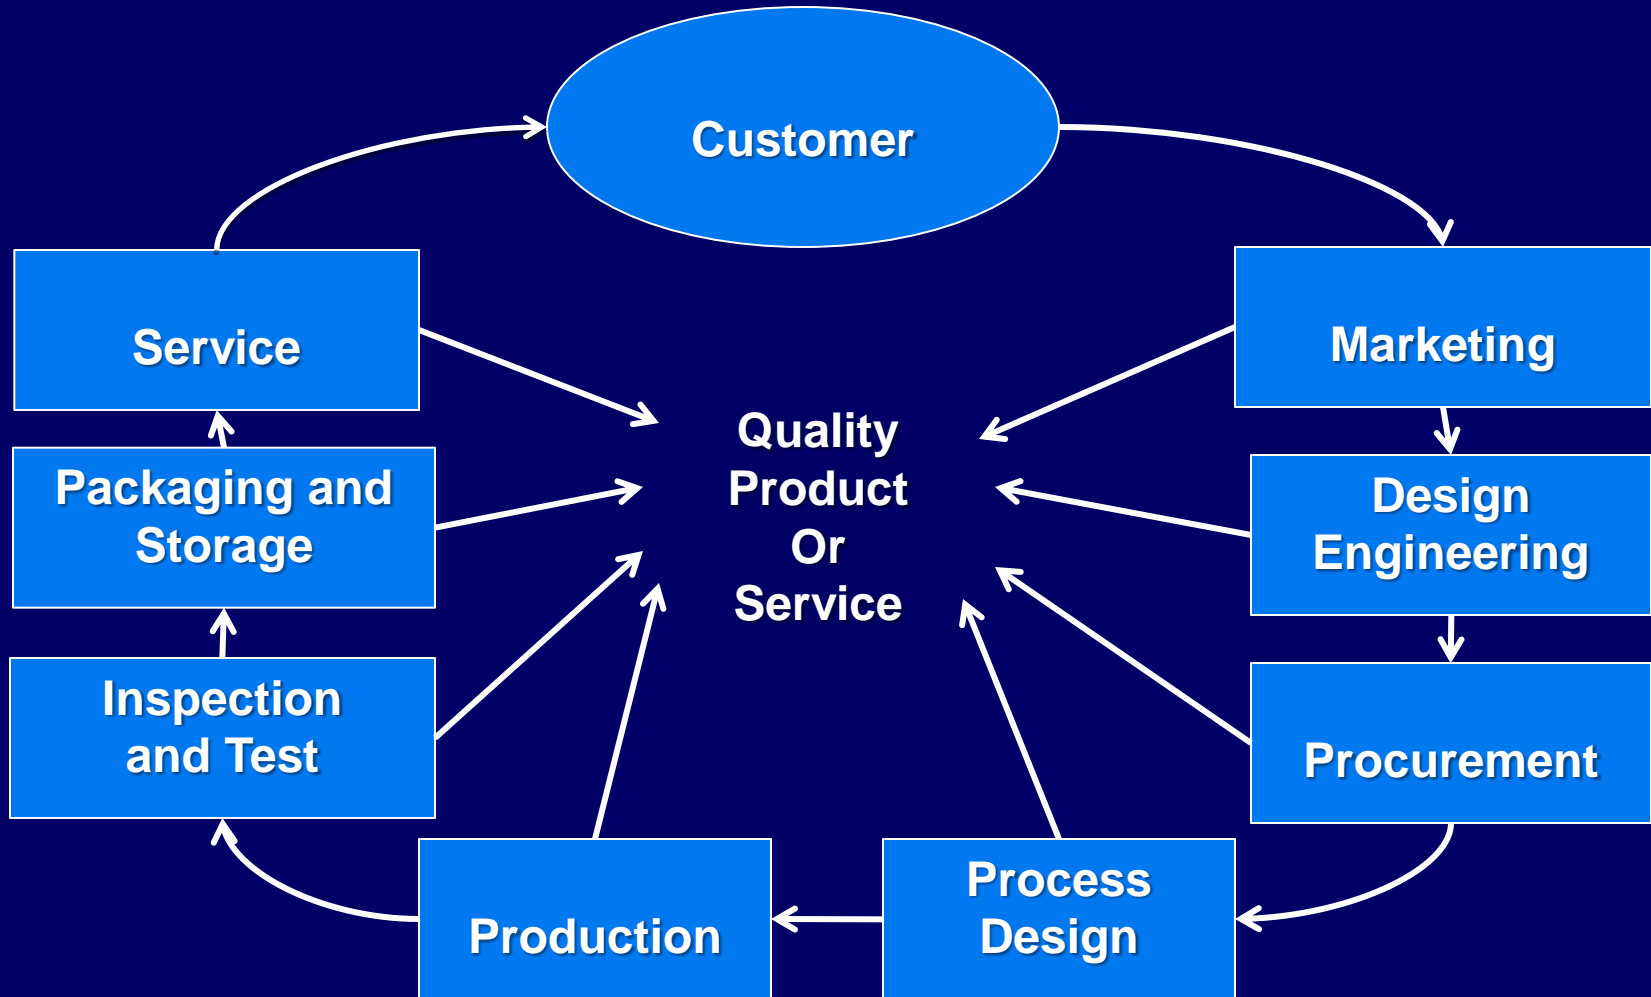 Customer
Service
Marketing
Quality
Product
Or
Service
Packaging and
Storage
Design
Engineering
Inspection
and Test
Procurement
Production
Process
Design